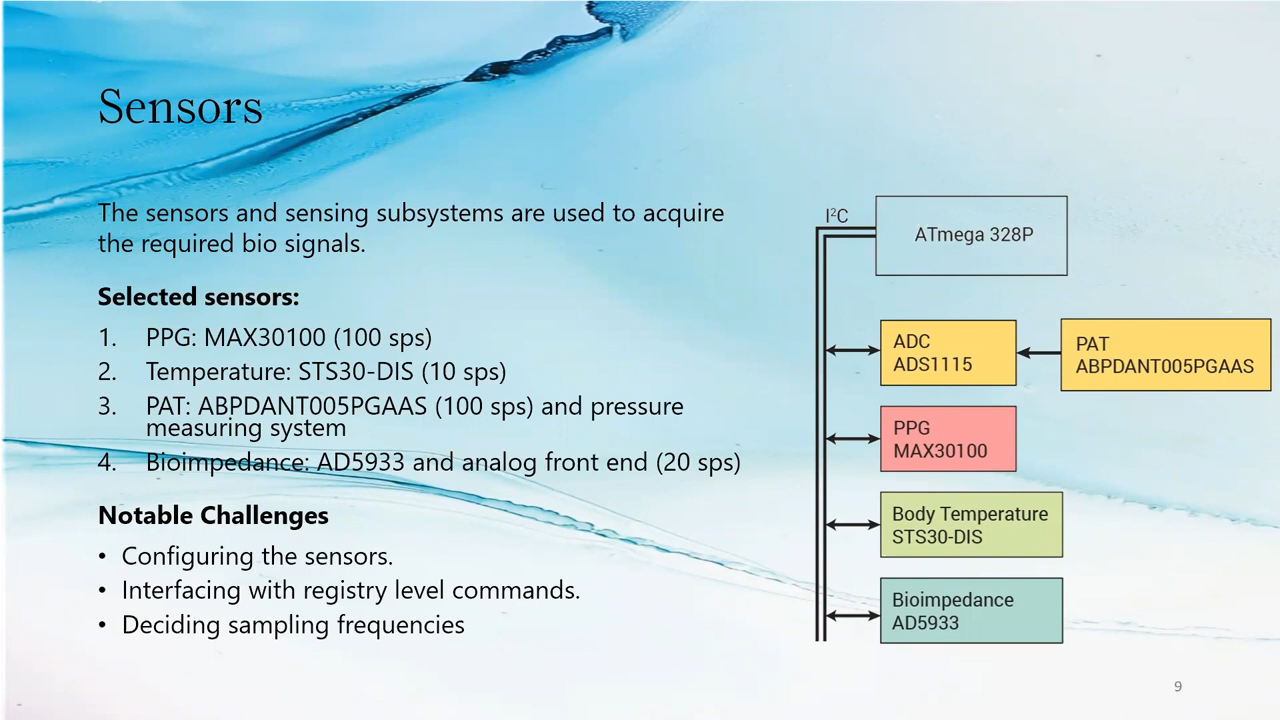 Sensors
The sensors and sensing subsystems are used to acquire
the required bio signals.
Selected sensors:
1. PPG: MAX30100 (100 sps)
2. Temperature: STS30-DIS (10 sps)
3. PAT: ABPDANT005PGAAS (100 sps) and pressure
measuring system
4. Bioimpedance: AD5933 and analog front end (20 sps)
Notable Challenges
• Configuring the sensors.
• Interfacing with registry level commands.
• Deciding sampling frequencies
I²C
ATmega 328P
ADC
ADS1115
PAT
ABPDANT005PGAAS
PPG
MAX30100
Body Temperature
STS30-DIS
Bioimpedance
AD5933
9